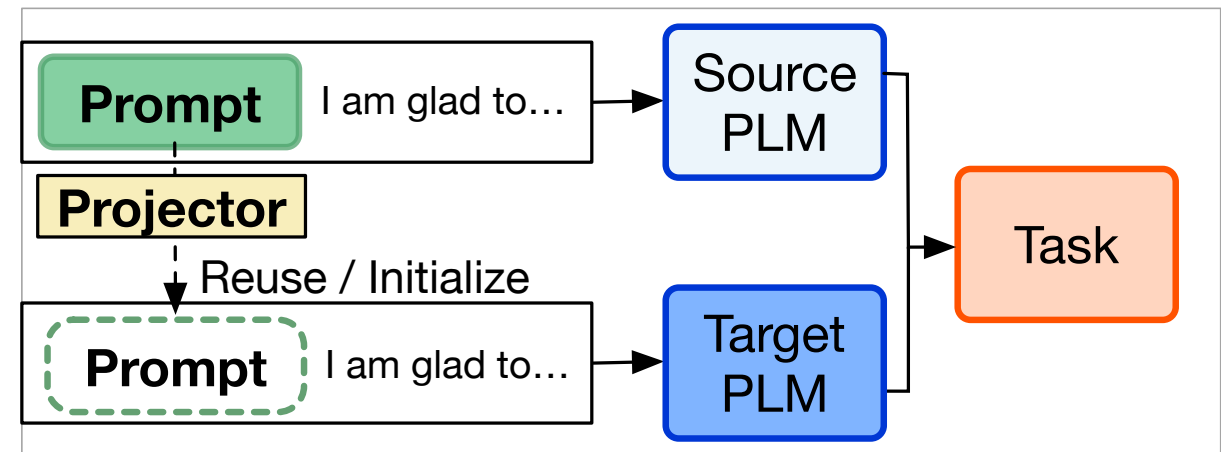 Prompt I am glad to...
Source
PLM
Projector
Reuse / Initialize
Task
Prompt I am glad to...
Target
PLM